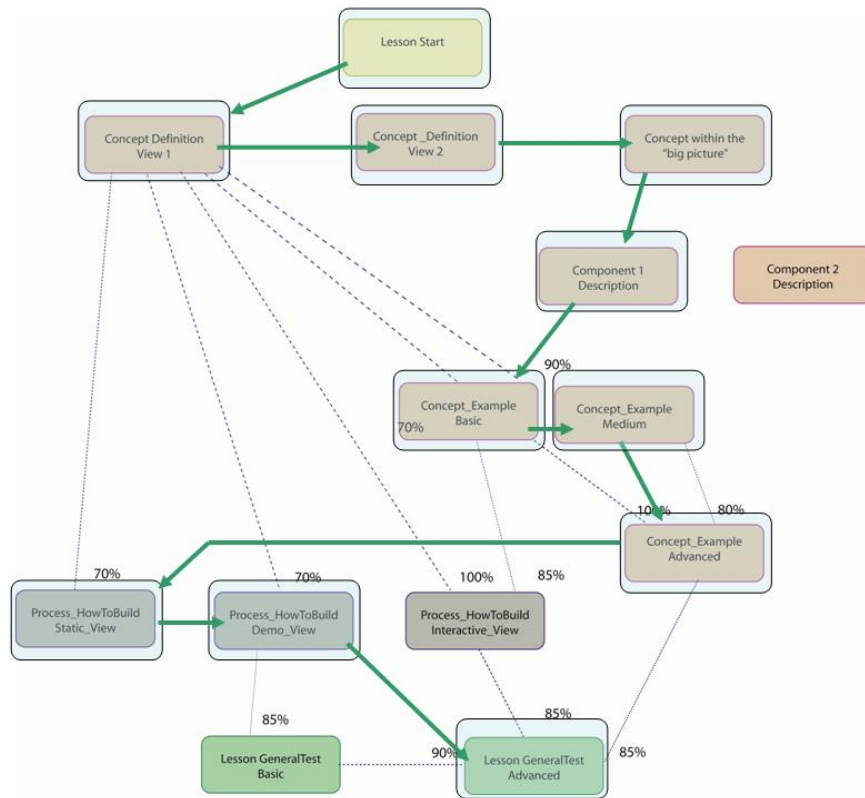 Lesson Start
Concept Definition
View 1
Concept _Definition
View 2
Concept within the
"big picture"
Component 1
Description
Component 2
Description
90%
Concept_Example
Basic
70%
Concept_Example
Medium
100%
80%
Concept_Example
Advanced
70%
70%
100%
85%
Process_HowToBuild
Static_View
Process_HowToBuild
Demo_View
Process_HowToBuild
Interactive_View
85%
85%
90%
85%
Lesson GeneralTest
Basic
Lesson GeneralTest
Advanced